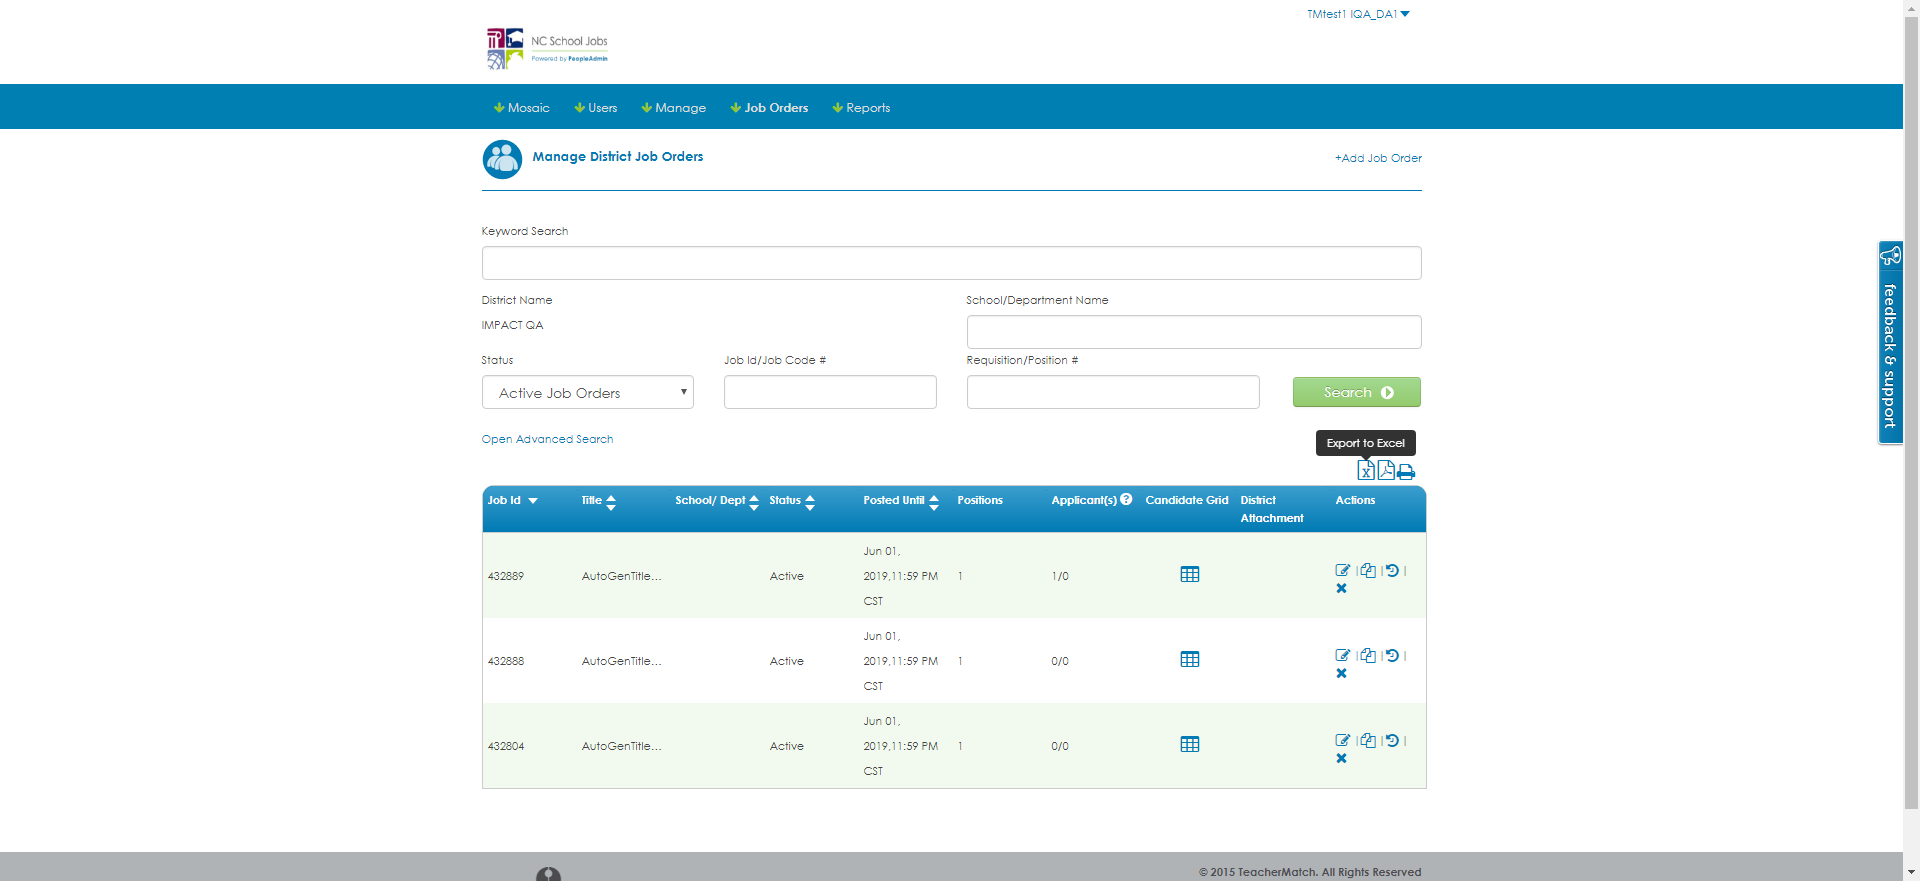 TMtest1 IQA_DA1
NC School Jobs
Powered by PeopleAdmin
Mosaic Users Manage Job Orders Reports
Manage District Job Orders
+Add Job Order
Keyword Search
District Name School/Department Name
IMPACT QA
Status Job Id/Job Code # Requisition/Position #
Active Job Orders Search
Open Advanced Search
Export to Excel
Job Id Title School/ Dept Status Posted Until Positions Applicant(s) Candidate Grid District Attachment Actions
432889 AutoGenTitle... Active Jun 01, 2019,11:59 PM CST 1 1/0
432888 AutoGenTitle... Active Jun 01, 2019,11:59 PM CST 1 0/0
432804 AutoGenTitle... Active Jun 01, 2019,11:59 PM CST 1 0/0
feedback & support
© 2015 TeacherMatch. All Rights Reserved